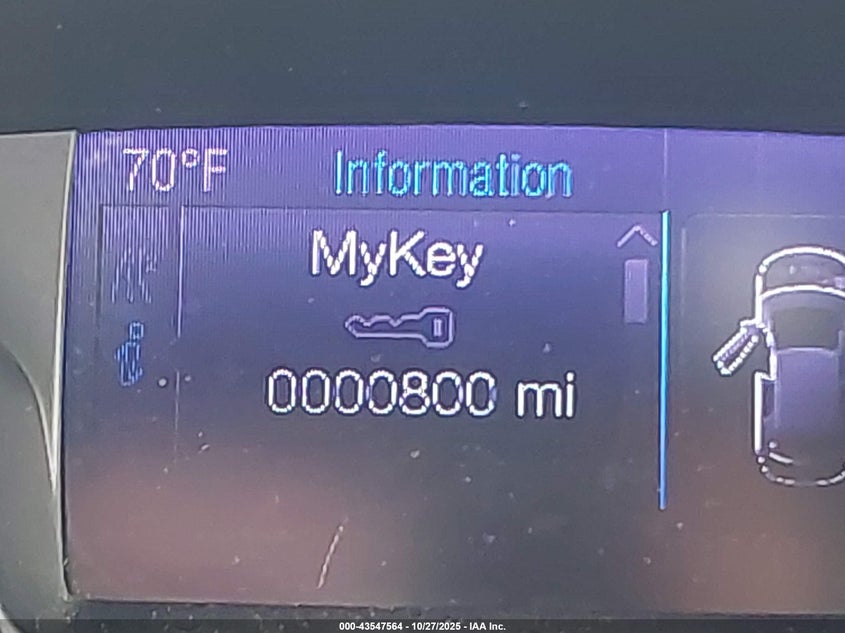 70°F Information
MyKey
0000800 mi
000-43547564 - 10/27/2025 - IAA Inc.